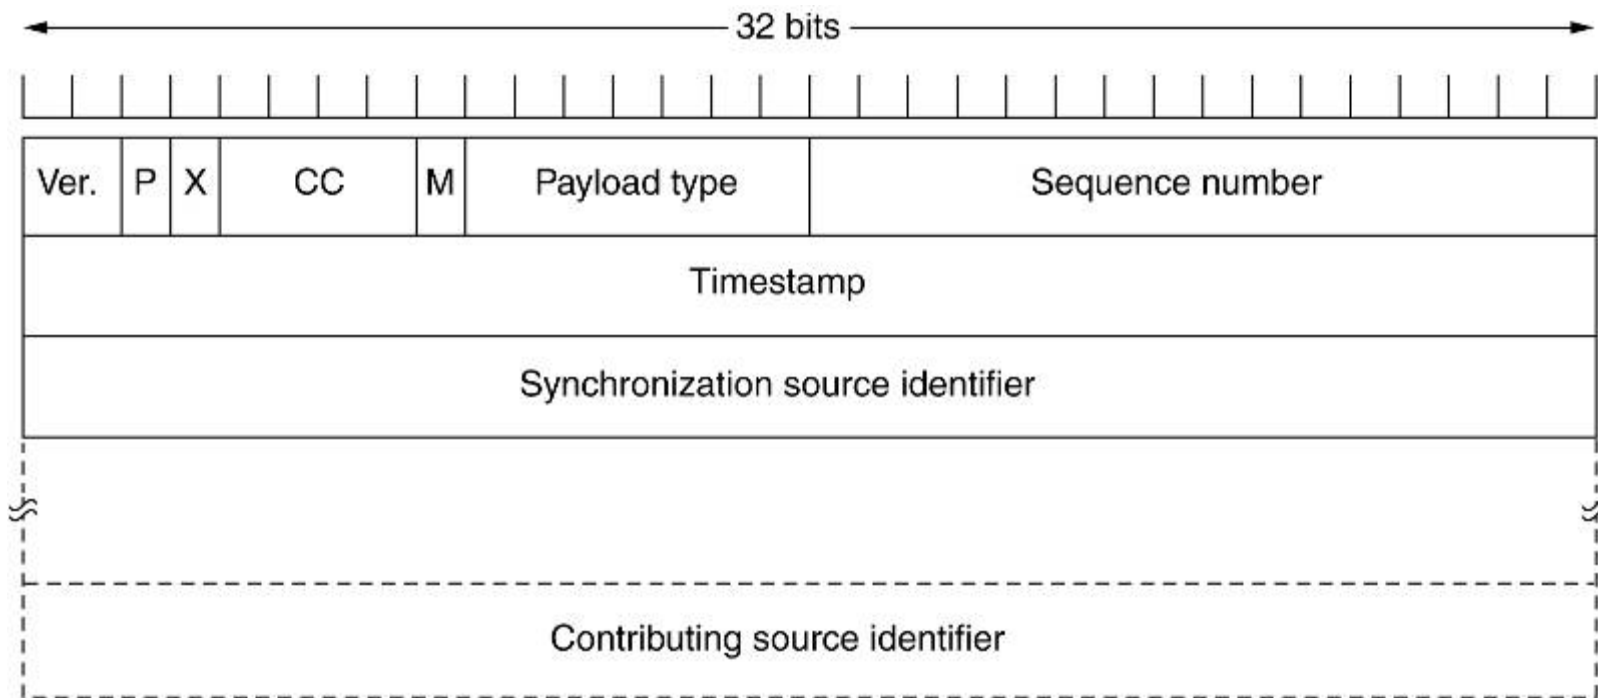 32 bits
Ver. P X CC M Payload type Sequence number
Timestamp
Synchronization source identifier
Contributing source identifier